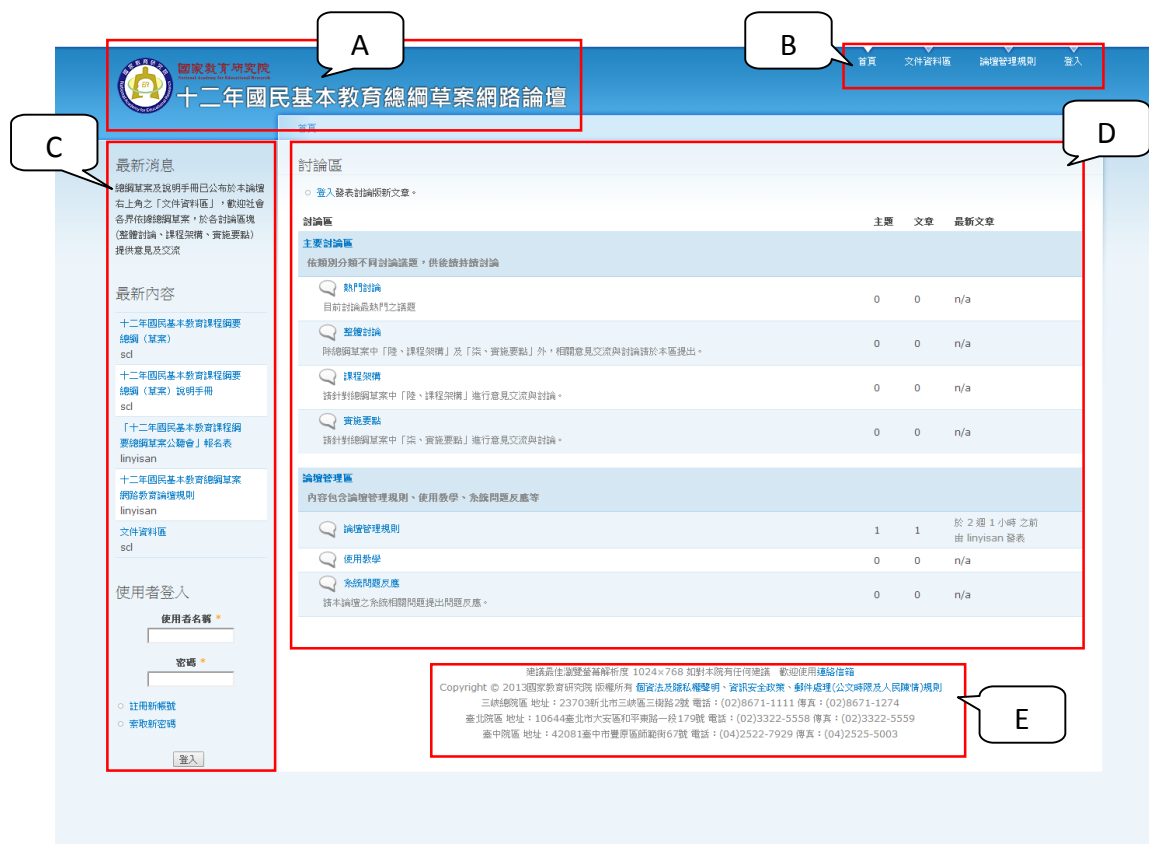 A
B
國家教育研究院
National Academy for Educational Research
十二年國民基本教育總綱草案網路論壇
首頁 文件資料區 論壇管理規則 登入
C
D
首頁
最新消息
總綱草案及說明手冊已公布於本論壇
右上角之「文件資料區」，歡迎社會
各界依據總綱草案，於各討論區塊
(整體討論、課程架構、實施要點)
提供意見及交流
最新內容
十二年國民基本教育課程綱要
總綱（草案）
scl
十二年國民基本教育課程綱要
總綱（草案）說明手冊
scl
「十二年國民基本教育課程綱
要總綱草案公聽會」報名表
linyisan
十二年國民基本教育總綱草案
網路教育論壇規則
linyisan
文件資料區
scl
使用者登入
使用者名稱 *
密碼 *
註冊新帳號
索取新密碼
登入
討論區
登入發表討論版新文章。
討論區 主題 文章 最新文章
主要討論區
依類別分類不同討論議題，供後續持續討論
熱門討論 0 0 n/a
目前討論最熱門之議題
整體討論 0 0 n/a
除總綱草案中「陸、課程架構」及「柒、實施要點」外，相關意見交流與討論請於本區提出。
課程架構 0 0 n/a
請針對總綱草案中「陸、課程架構」進行意見交流與討論。
實施要點 0 0 n/a
請針對總綱草案中「柒、實施要點」進行意見交流與討論。
論壇管理區
內容包含論壇管理規則、使用教學、系統問題反應等
論壇管理規則 1 1 於 2 週 1 小時 之前
由 linyisan 發表
使用教學 0 0 n/a
系統問題反應 0 0 n/a
請本論壇之系統相關問題提出問題反應。
建議最佳瀏覽螢幕解析度 1024×768 如對本院有任何建議 歡迎使用連絡信箱
Copyright © 2013國家教育研究院 版權所有 個資法及隱私權聲明、資訊安全政策、郵件處理(公文時限及人民陳情)規則
三峽總院區 地址：23703新北市三峽區三樹路2號 電話：(02)8671-1111 傳真：(02)8671-1274
臺北院區 地址：10644臺北市大安區和平東路一段179號 電話：(02)3322-5558 傳真：(02)3322-5559
臺中院區 地址：42081臺中市豐原區師範街67號 電話：(04)2522-7929 傳真：(04)2525-5003
E